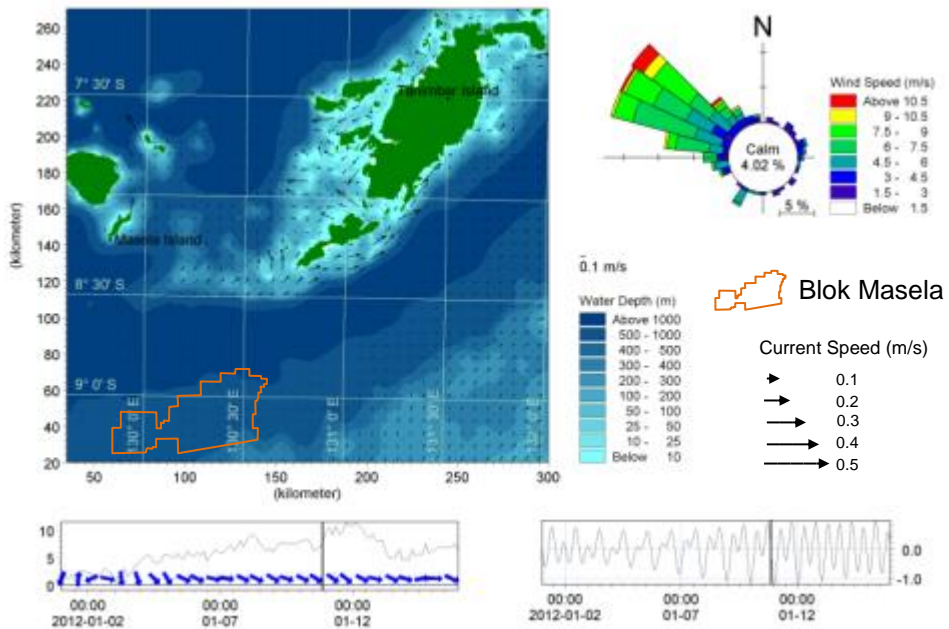 260
240
220
200
180
160
140
120
100
80
60
40
20
(kilometer)
7° 30' S
8° 30' S
9° 0' S
Tanimbar Island
Masela Island
130° 0' E
130° 30' E
131° 0' E
131° 30' E
132° 0' E
50
100
150
200
250
300
(kilometer)
N
Calm
4.02 %
5 %
Wind Speed (m/s)
Above 10.5
9 - 10.5
7.5 - 9
6 - 7.5
4.5 - 6
3 - 4.5
1.5 - 3
Below 1.5
0.1 m/s
Water Depth (m)
Above 1000
500 - 1000
400 - 500
300 - 400
200 - 300
100 - 200
50 - 100
25 - 50
10 - 25
Below 10
Blok Masela
Current Speed (m/s)
0.1
0.2
0.3
0.4
0.5
10
5
0
00:00
2012-01-02
00:00
01-07
00:00
01-12
0.0
-1.0
00:00
2012-01-02
00:00
01-07
00:00
01-12